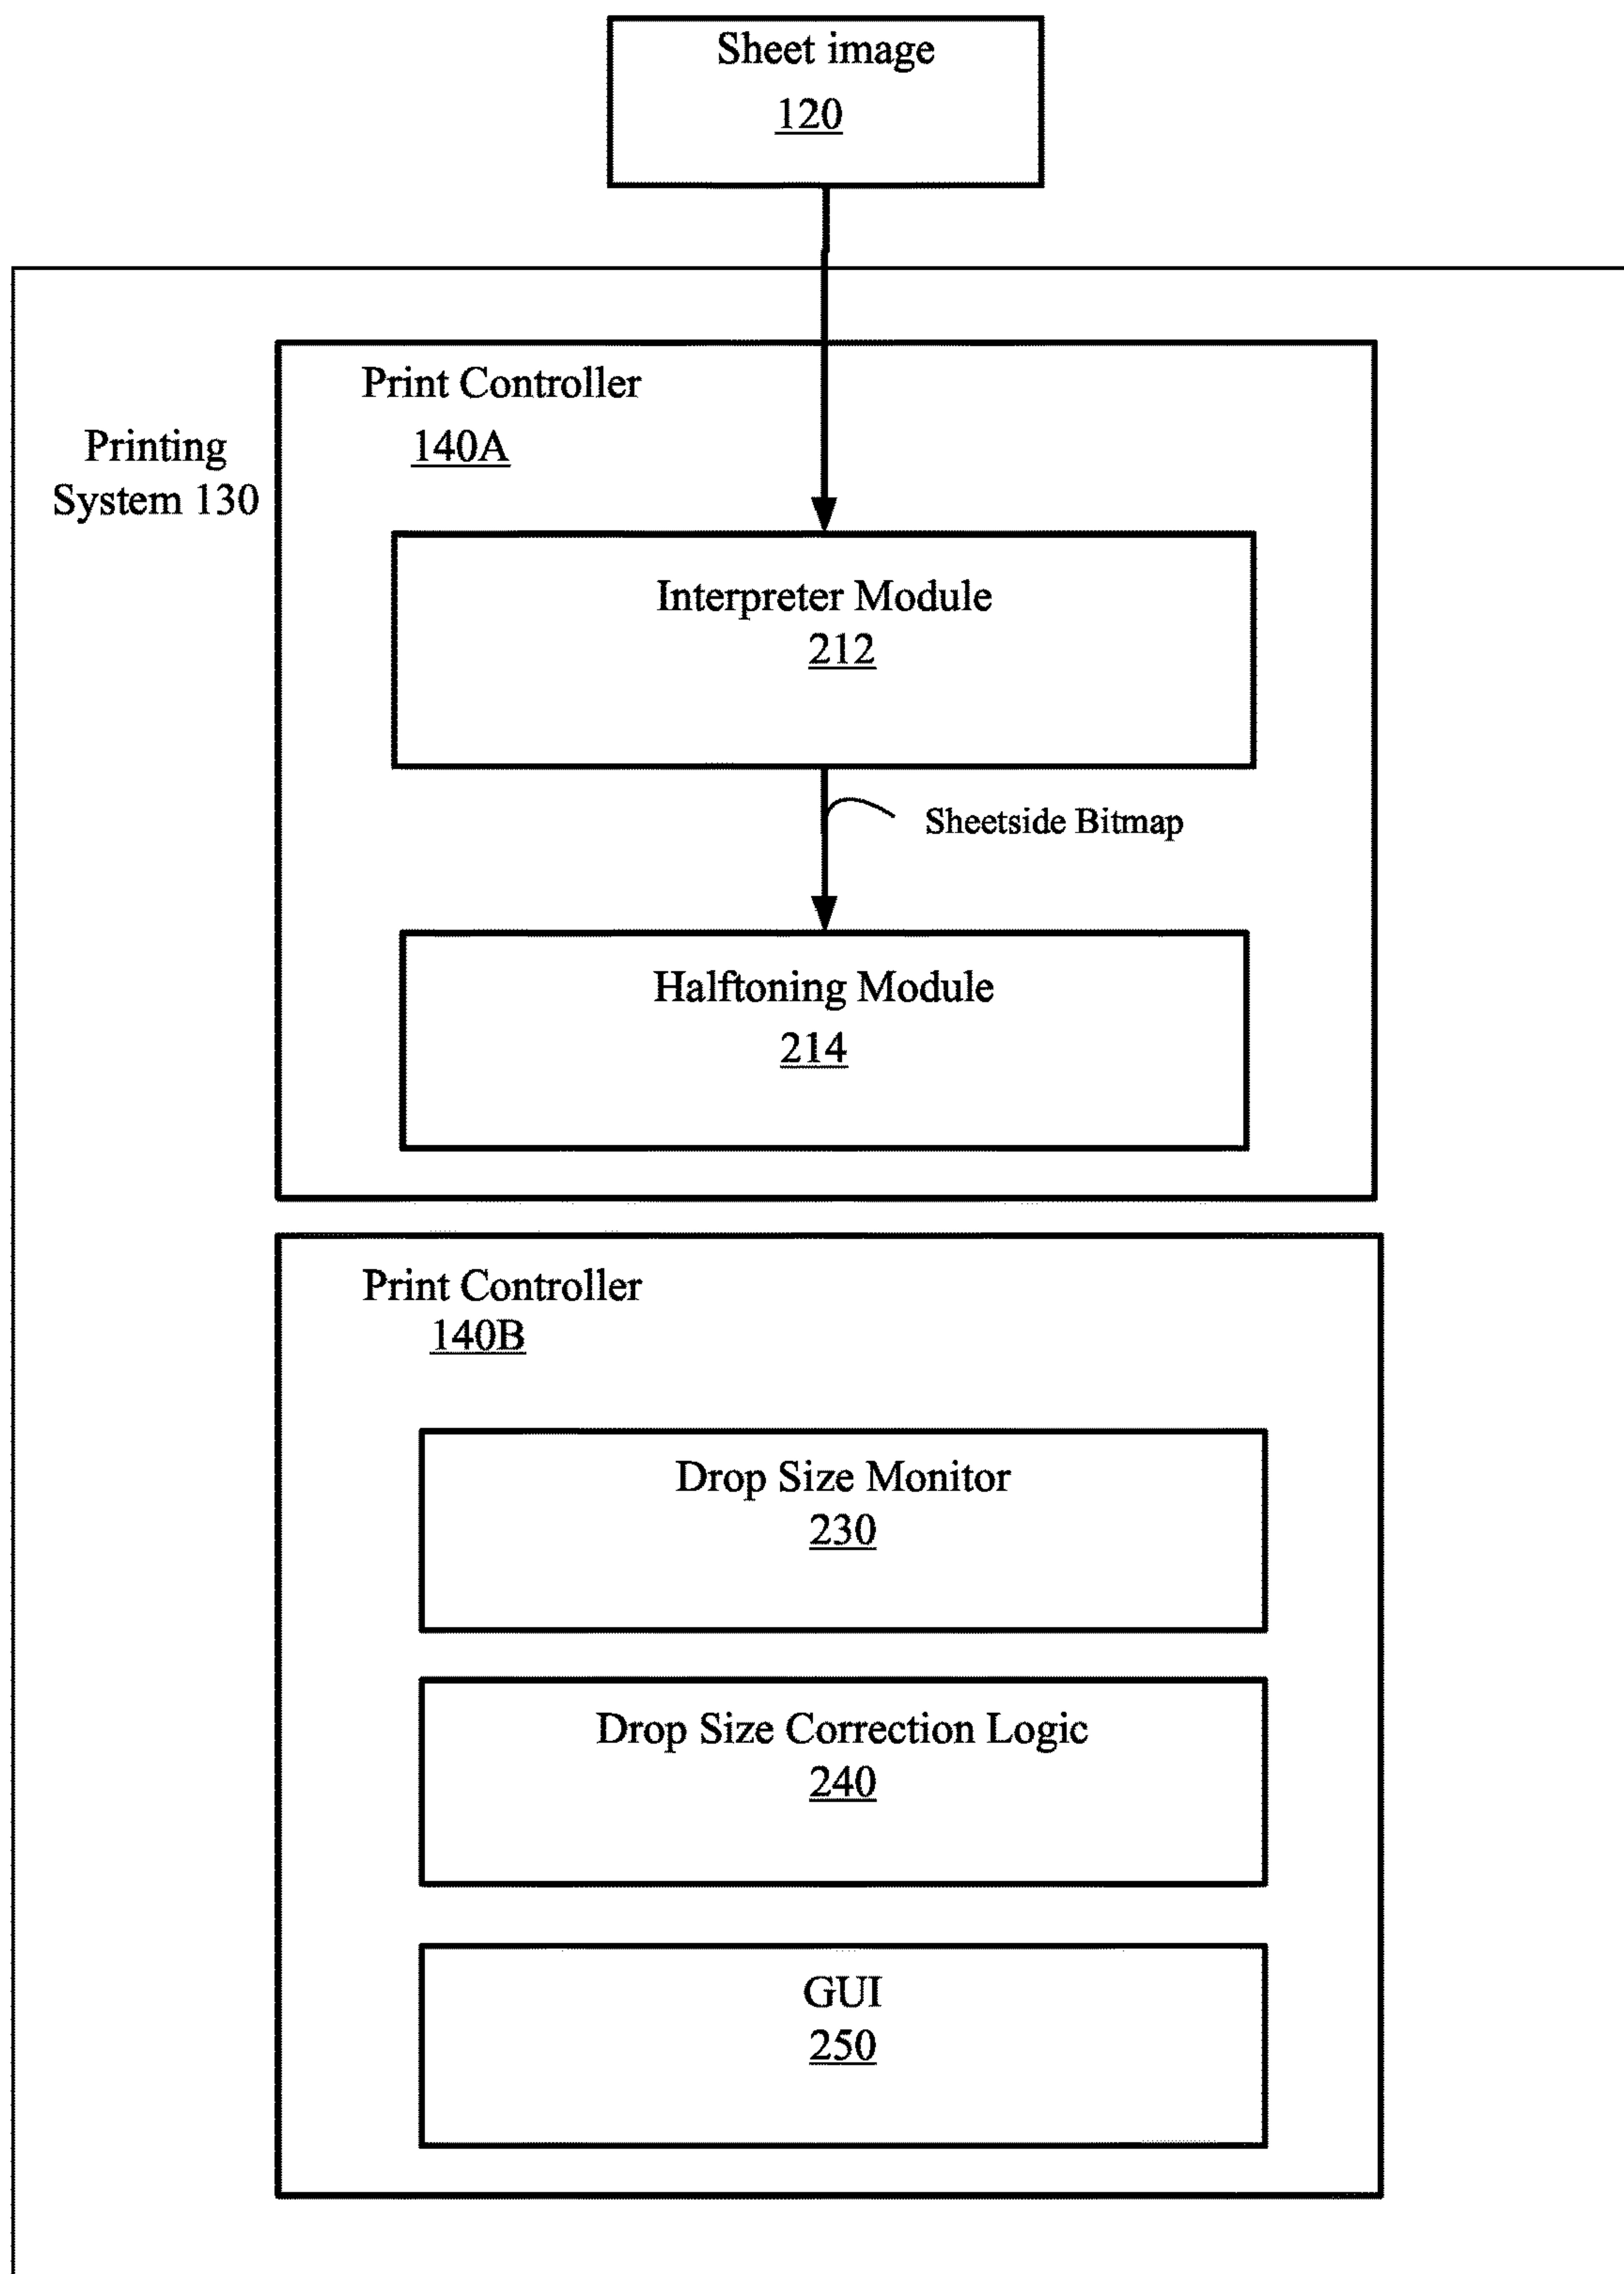 Sheet image
120
Print Controller
140A
Printing
System 130
Interpreter Module
212
Sheetside Bitmap
Halftoning Module
214
Print Controller
140B
Drop Size Monitor
230
Drop Size Correction Logic
240
GUI
250